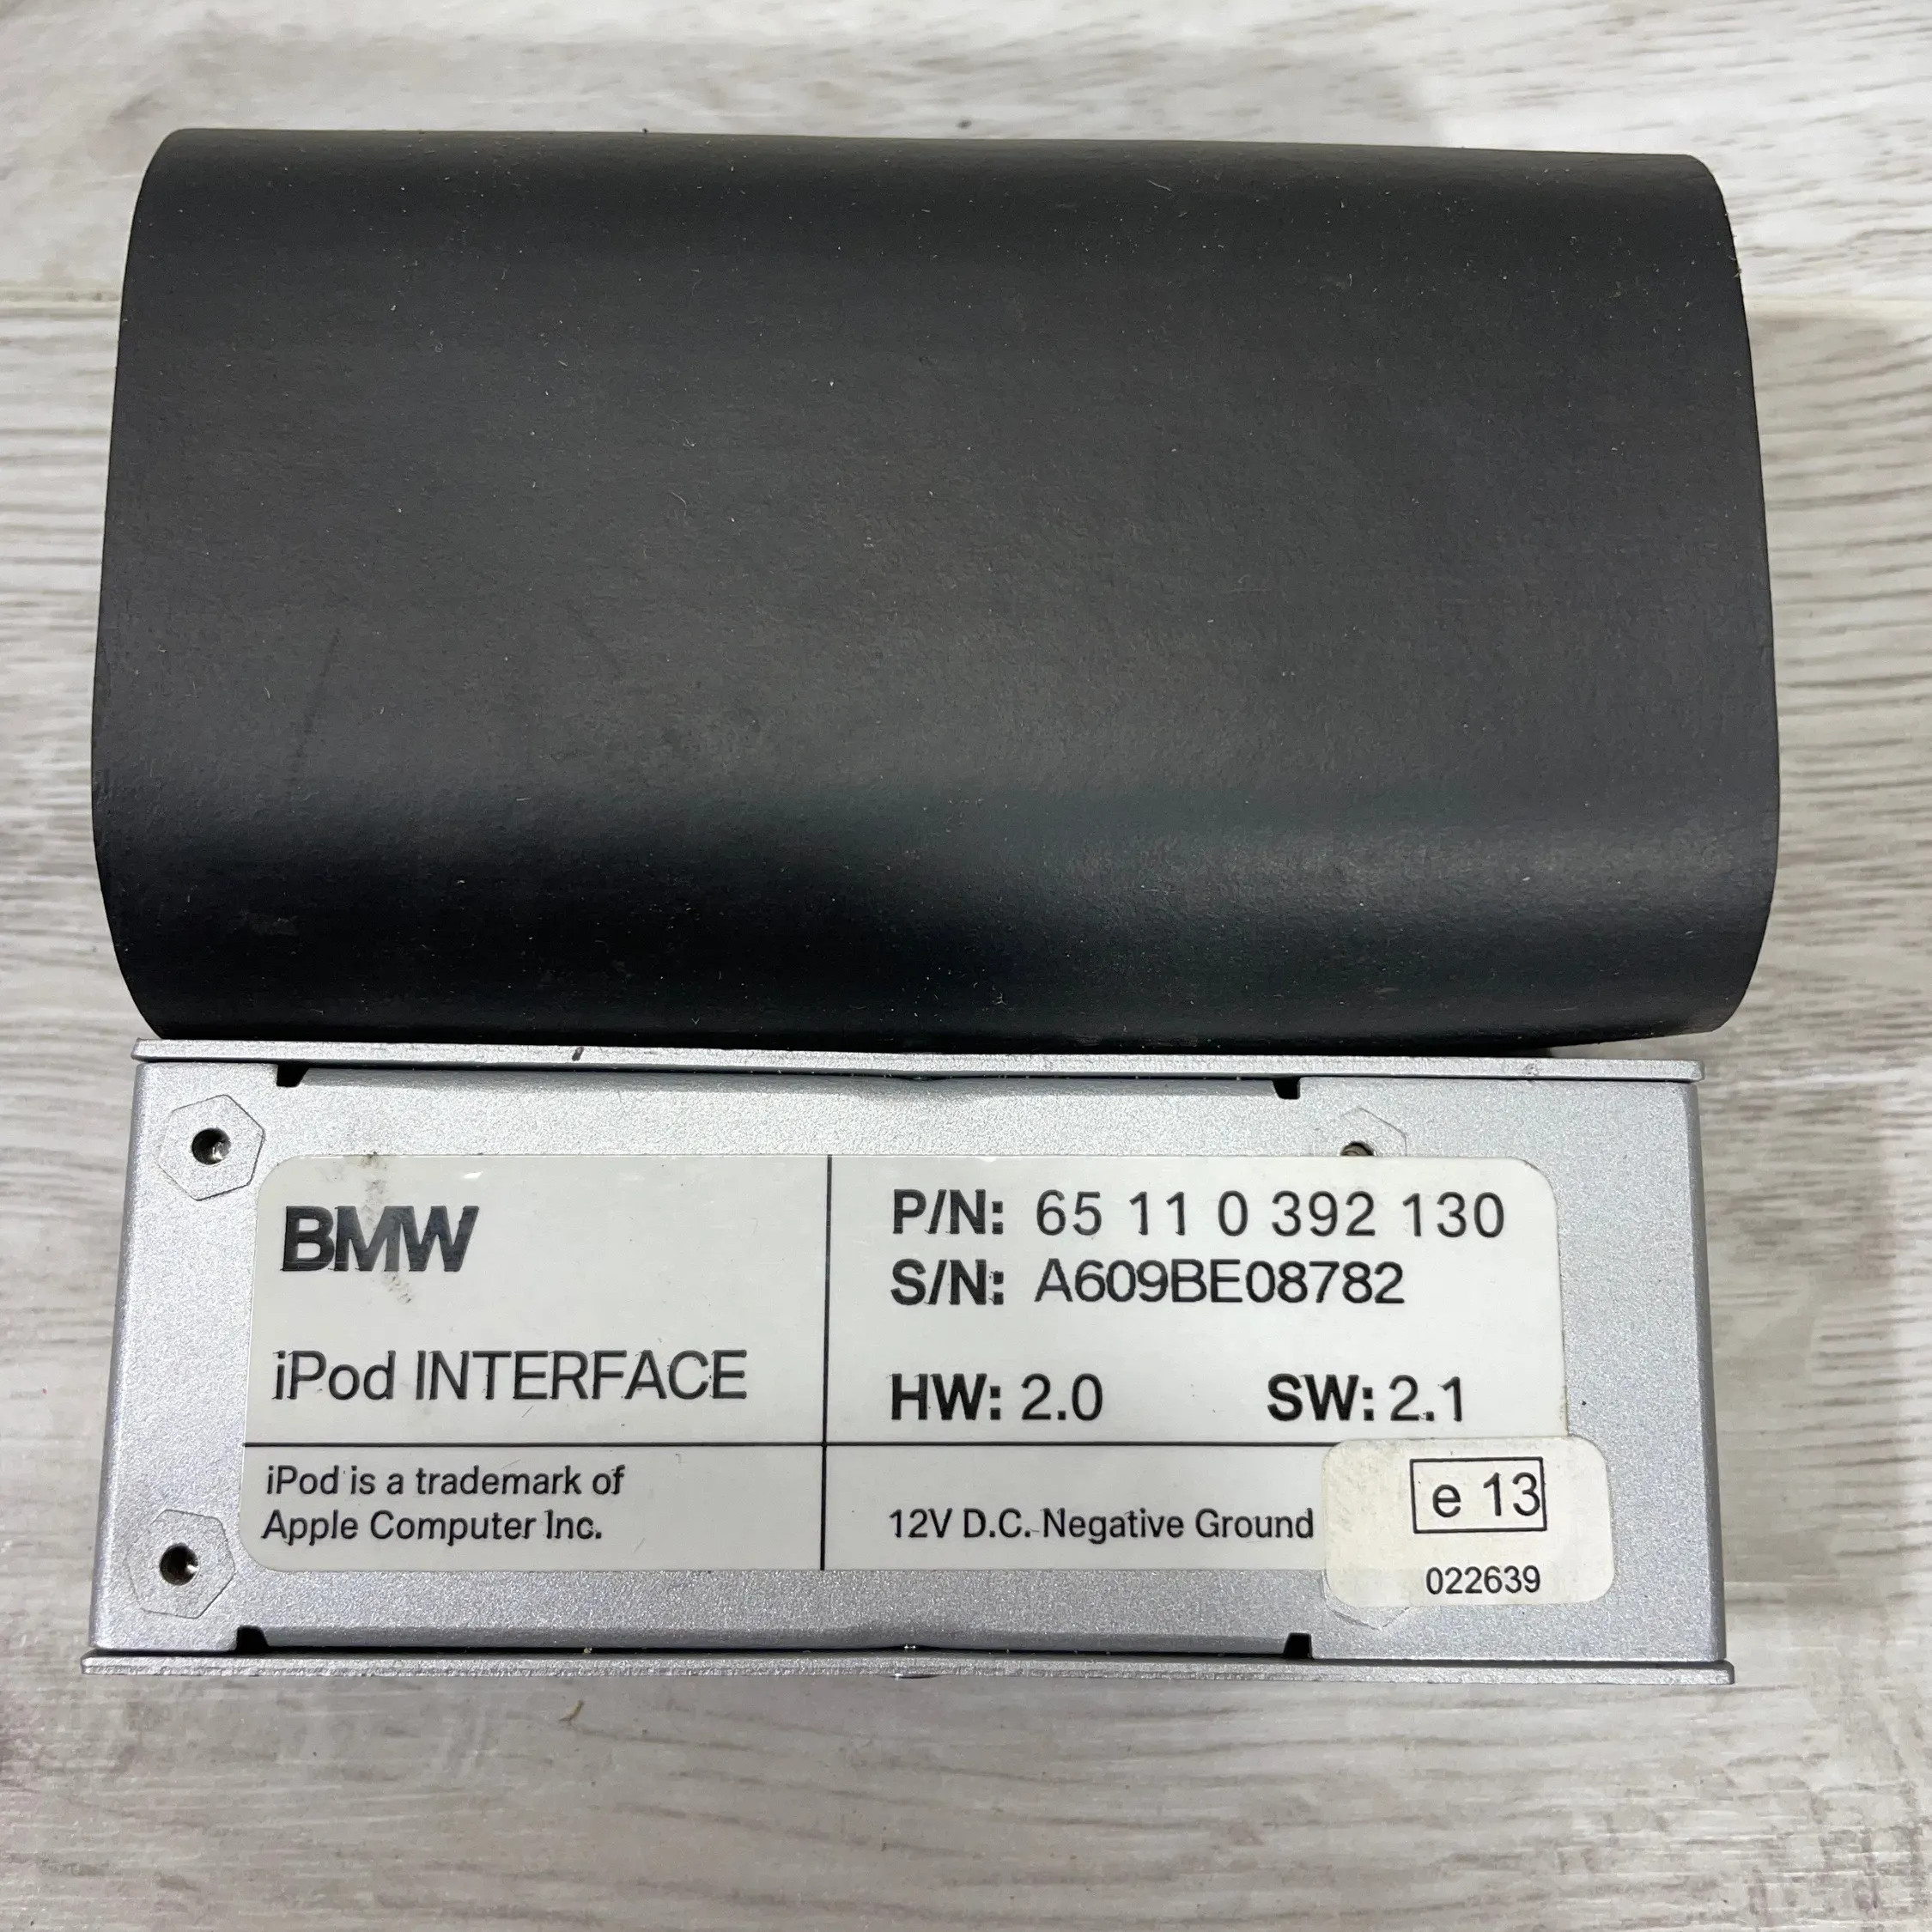 BMW
iPod INTERFACE
iPod is a trademark of
Apple Computer Inc.
P/N: 65 11 0 392 130
S/N: A609BE08782
HW: 2.0 SW: 2.1
12V D.C. Negative Ground
e 13
022639